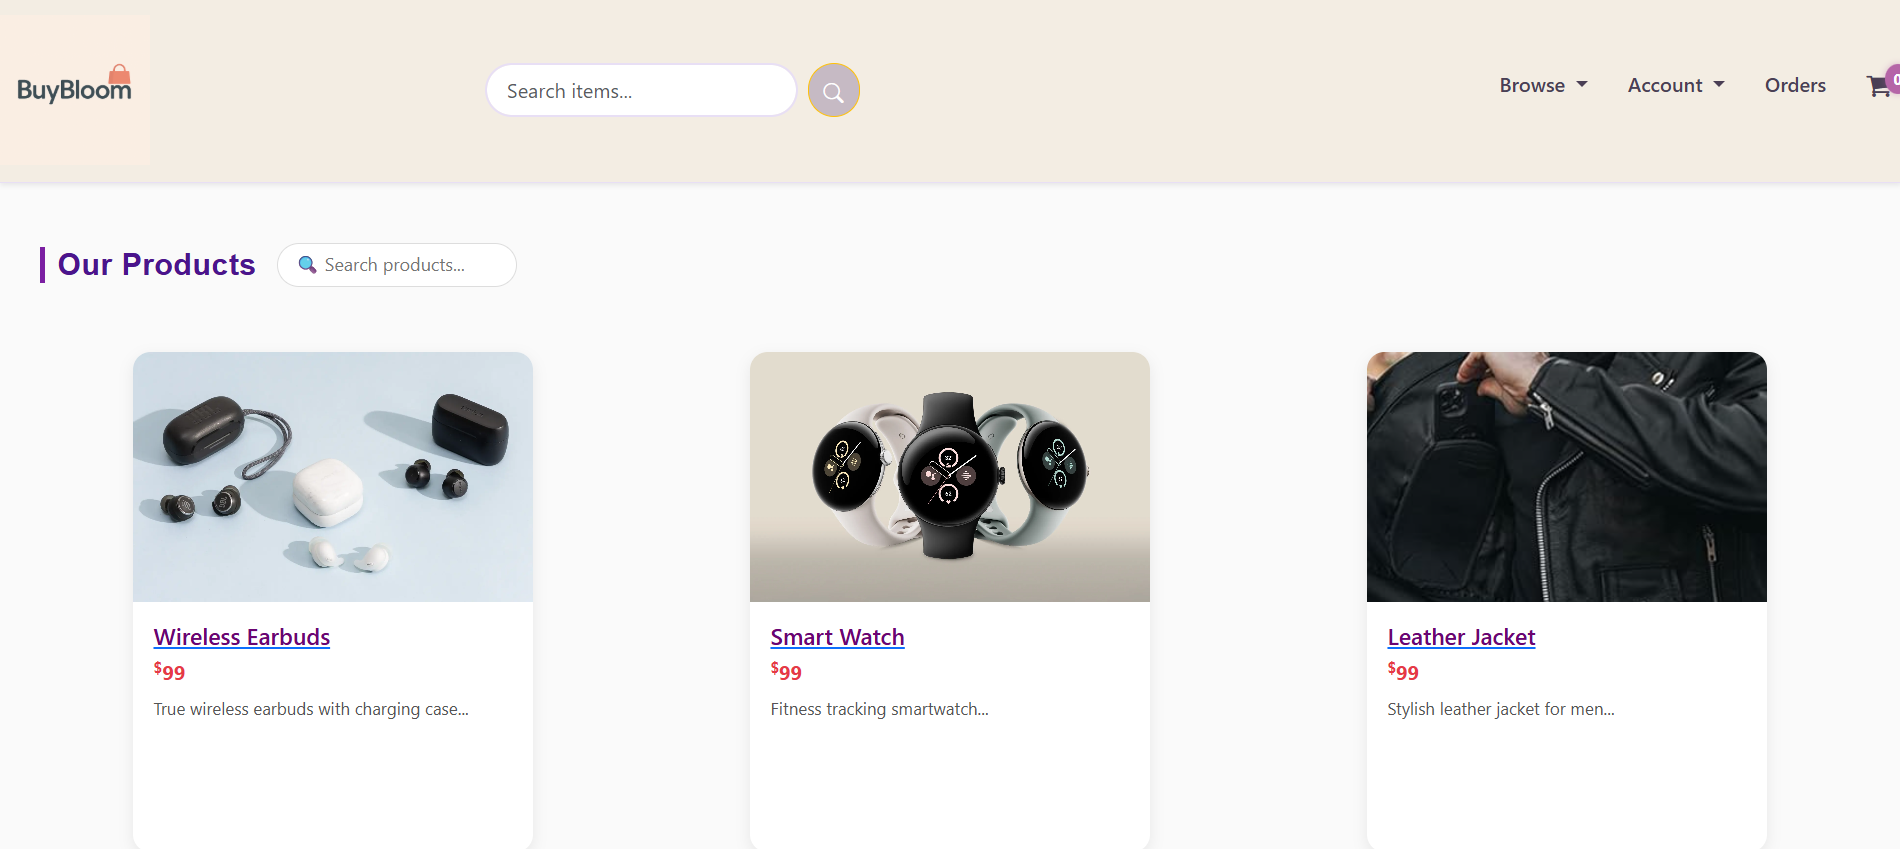 BuyBloom
Search items...
Browse
Account
Orders
0
Our Products
Search products...
Wireless Earbuds
$99
True wireless earbuds with charging case...
Smart Watch
$99
Fitness tracking smartwatch...
Leather Jacket
$99
Stylish leather jacket for men...